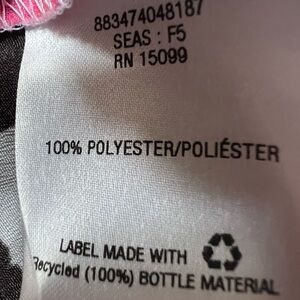 883474048187
SEAS : F5
RN 15099
100% POLYESTER/POLIÉSTER
LABEL MADE WITH
Recycled (100%) BOTTLE MATERIAL